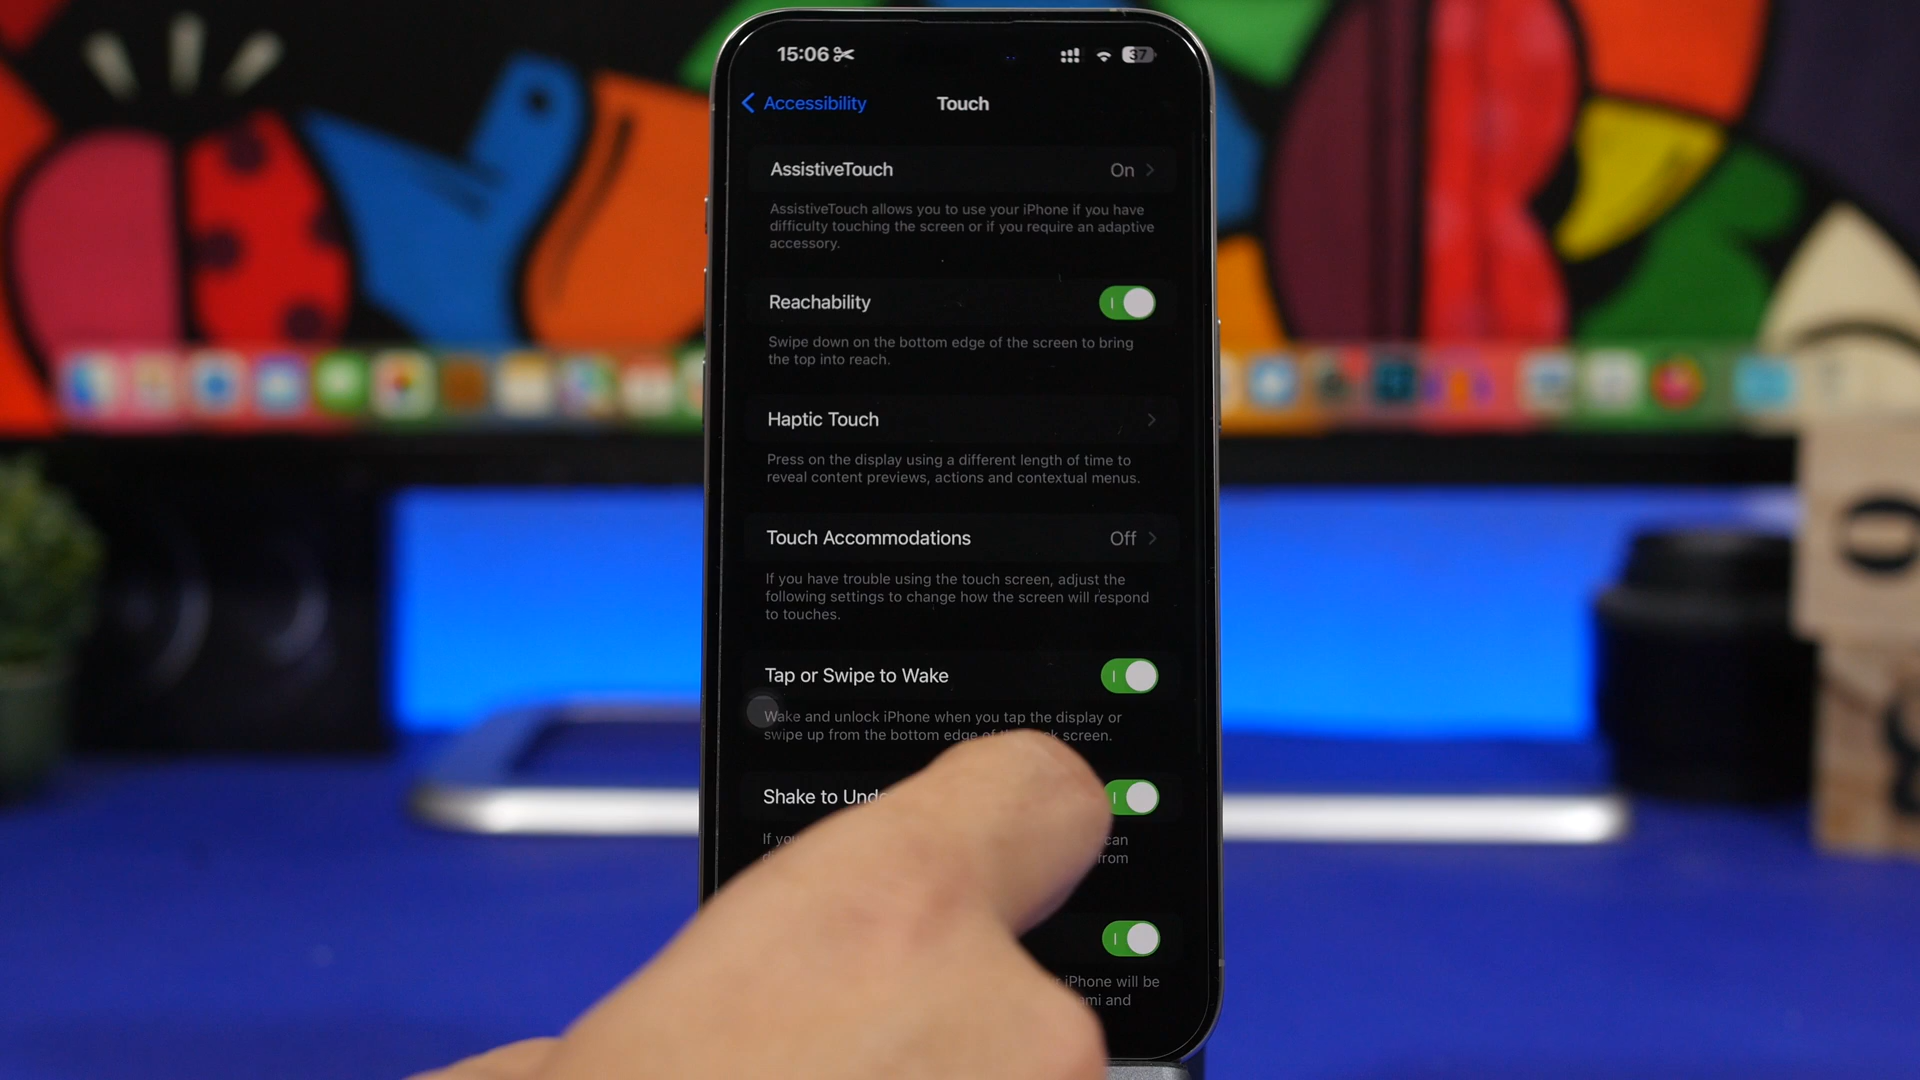 15:06
37
Accessibility
Touch
AssistiveTouch
On
AssistiveTouch allows you to use your iPhone if you have
difficulty touching the screen or if you require an adaptive
accessory.
Reachability
Swipe down on the bottom edge of the screen to bring
the top into reach.
Haptic Touch
Press on the display using a different length of time to
reveal content previews, actions and contextual menus.
Touch Accommodations
Off
If you have trouble using the touch screen, adjust the
following settings to change how the screen will respond
to touches.
Tap or Swipe to Wake
Wake and unlock iPhone when you tap the display or
swipe up from the bottom edge of screen.
Shake to
If can
from
iPhone will be
and